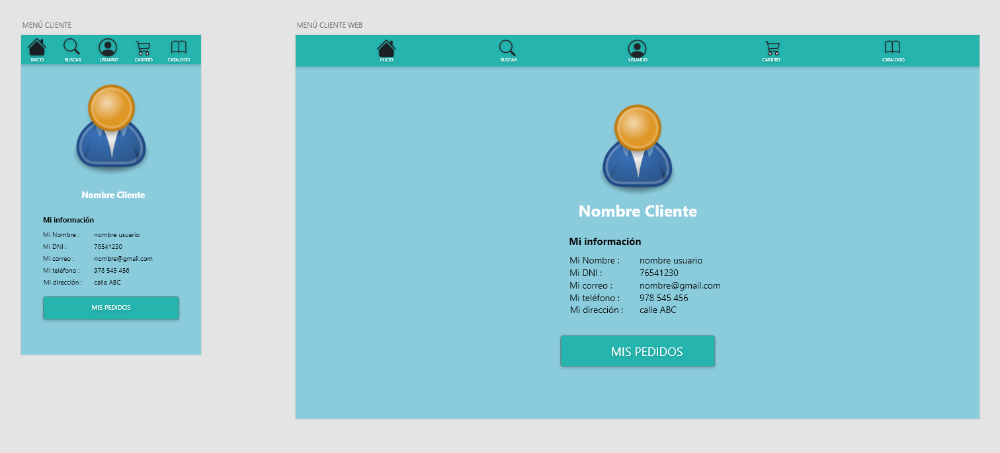 MENÚ CLIENTE
INICIO BUSCAR USUARIO CARRITO CATALOGO
Nombre Cliente
Mi información
Mi Nombre : nombre usuario
Mi DNI : 76541230
Mi correo : nombre@gmail.com
Mi teléfono : 978 545 456
Mi dirección : calle ABC
MIS PEDIDOS
MENÚ CLIENTE WEB
INICIO BUSCAR USUARIO CARRITO CATALOGO
Nombre Cliente
Mi información
Mi Nombre : nombre usuario
Mi DNI : 76541230
Mi correo : nombre@gmail.com
Mi teléfono : 978 545 456
Mi dirección : calle ABC
MIS PEDIDOS